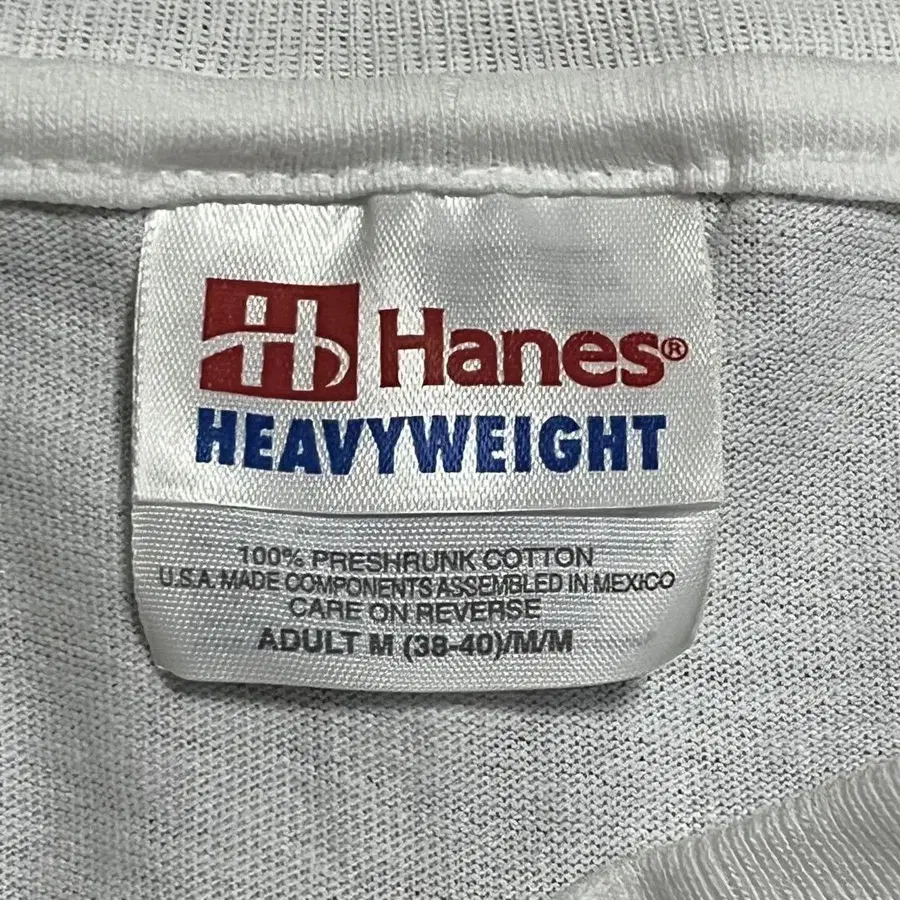 H Hanes®
HEAVYWEIGHT
100% PRESHRUNK COTTON
U.S.A. MADE COMPONENTS ASSEMBLED IN MEXICO
CARE ON REVERSE
ADULT M (38-40)/M/M